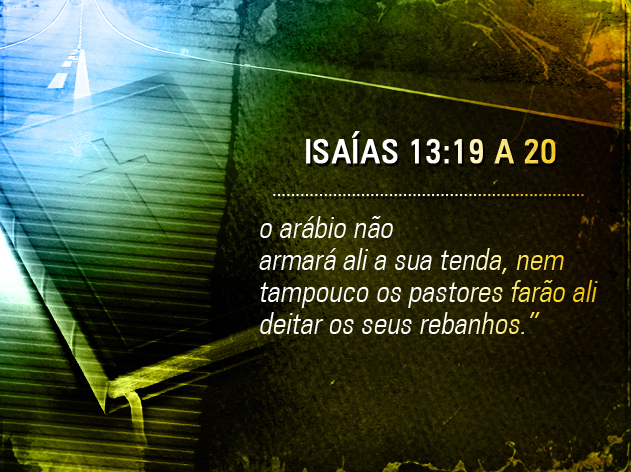 ISAÍAS 13:19 A 20
o arábio não
armará ali a sua tenda, nem
tampouco os pastores farão ali
deitar os seus rebanhos.”